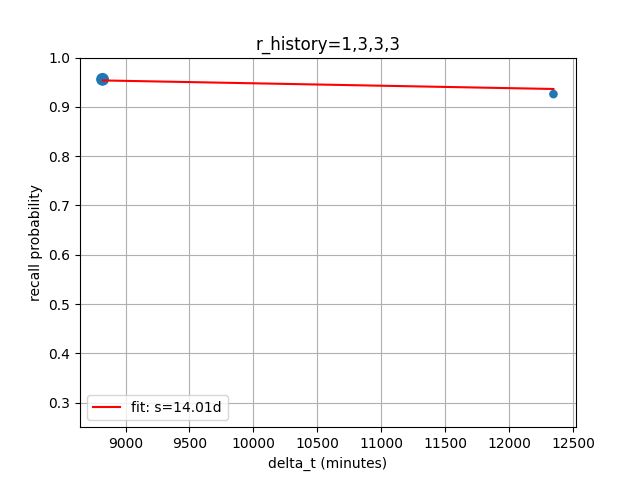 r_history=1,3,3,3
1.0
0.9
0.8
0.7
0.6
0.5
0.4
0.3
recall probability
fit: s=14.01d
9000 9500 10000 10500 11000 11500 12000 12500
delta_t (minutes)